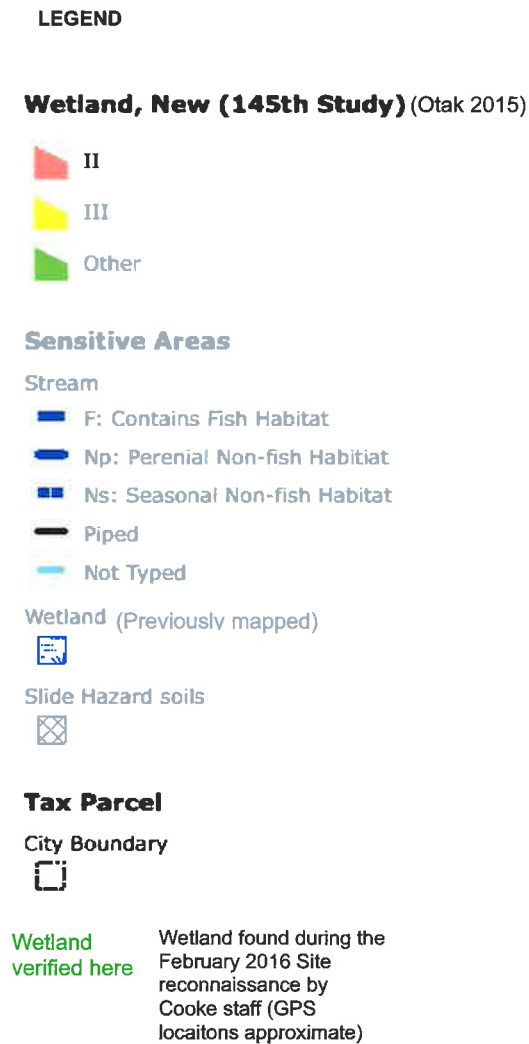 LEGEND
Wetland, New (145th Study) (Otak 2015)
II
III
Other
Sensitive Areas
Stream
F: Contains Fish Habitat
Np: Perenial Non-fish Habitiat
Ns: Seasonal Non-fish Habitat
Piped
Not Typed
Wetland (Previously mapped)
Slide Hazard soils
Tax Parcel
City Boundary
Wetland
verified here
Wetland found during the
February 2016 Site
reconnaissance by
Cooke staff (GPS
locaitons approximate)